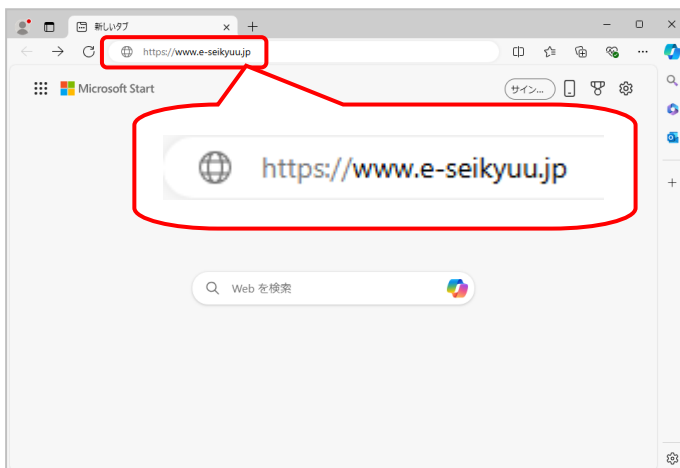 新しいタブ
https://www.e-seikyuu.jp
Microsoft Start
サイン...
https://www.e-seikyuu.jp
Web を検索